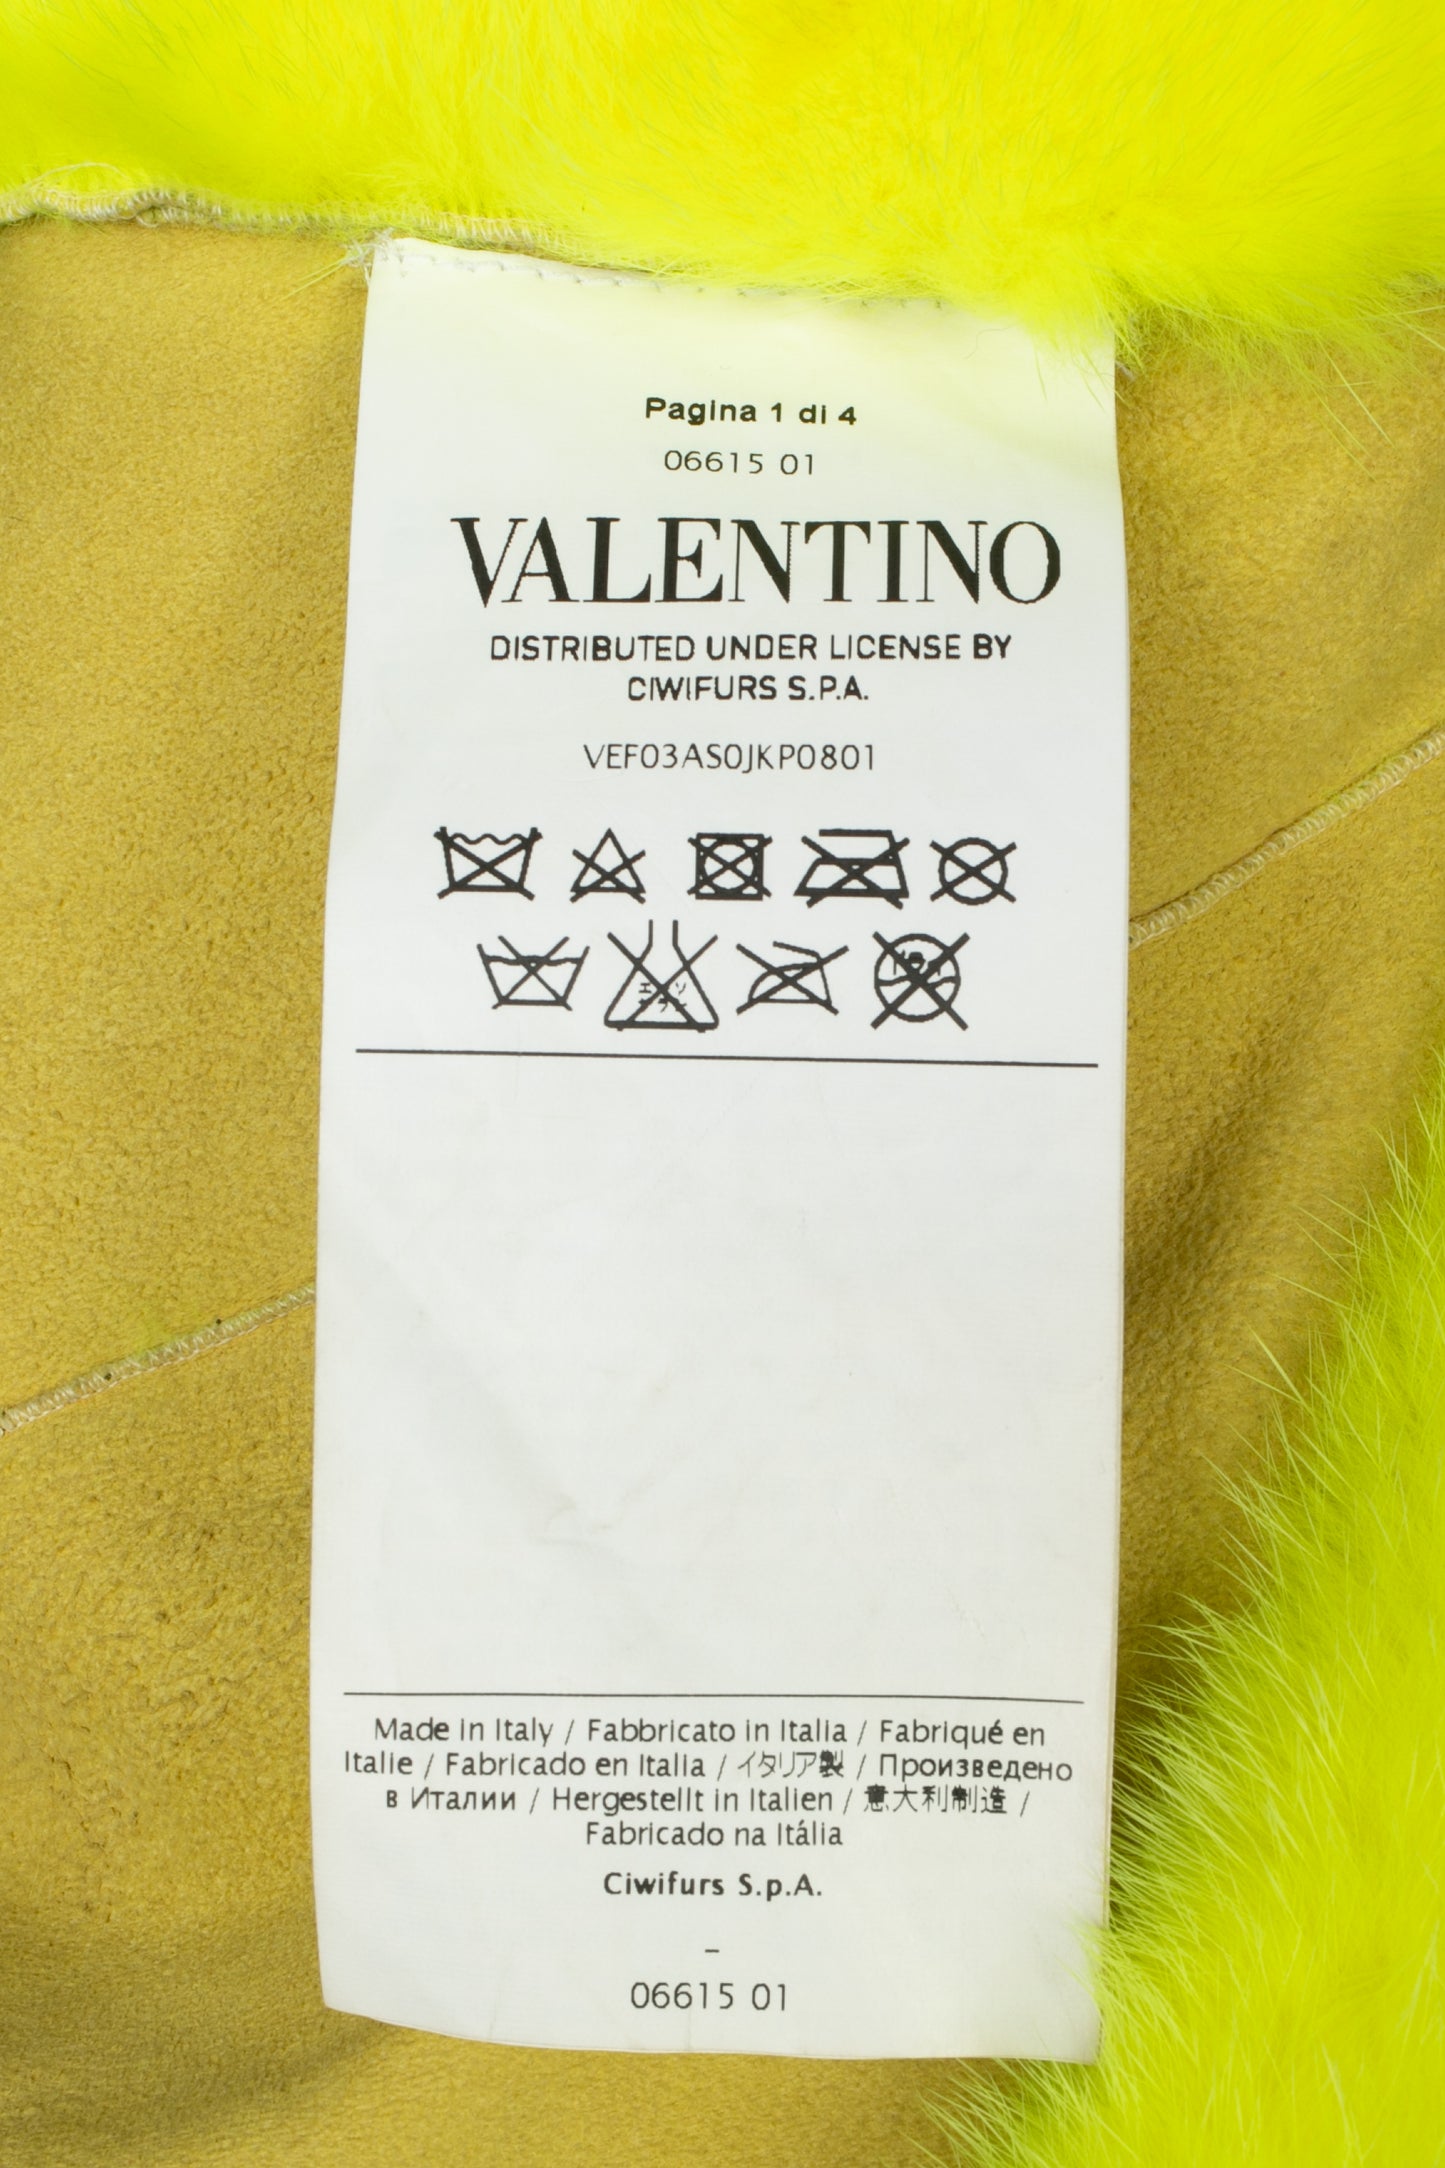 Pagina 1 di 4
06615 01
VALENTINO
DISTRIBUTED UNDER LICENSE BY
CIWIFURS S.P.A.
VEF03AS0JKP0801
Made in Italy / Fabbricato in Italia / Fabriqué en
Italie / Fabricado en Italia / イタリア製 / Произведено
в Италии / Hergestellt in Italien / 意大利制造 /
Fabricado na Itália
Ciwifurs S.p.A.
-
06615 01